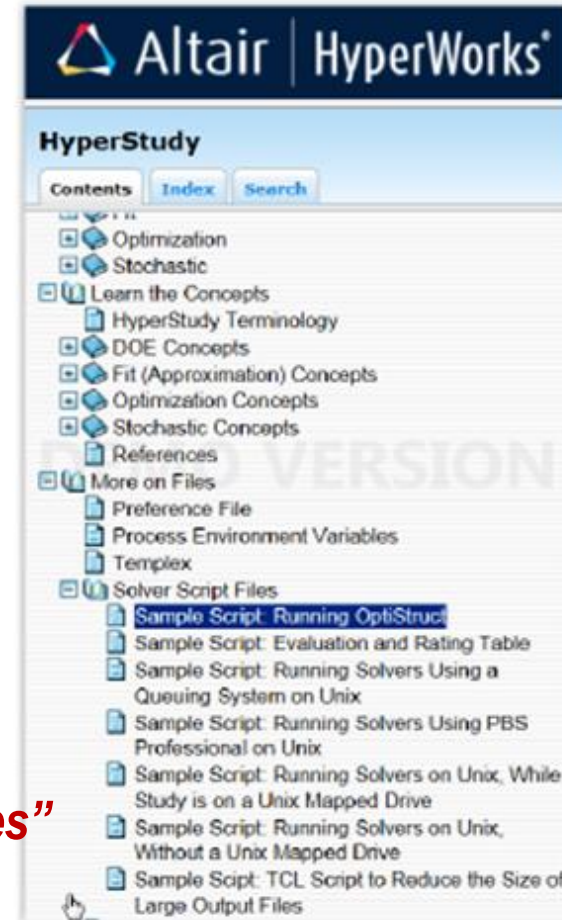 Altair | HyperWorks®
HyperStudy
Contents Index Search
Fit
Optimization
Stochastic
Learn the Concepts
HyperStudy Terminology
DOE Concepts
Fit (Approximation) Concepts
Optimization Concepts
Stochastic Concepts
References
VERSION
More on Files
Preference File
Process Environment Variables
Templex
Solver Script Files
Sample Script: Running OptiStruct
Sample Script: Evaluation and Rating Table
Sample Script: Running Solvers Using a
Queuing System on Unix
Sample Script: Running Solvers Using PBS
Professional on Unix
Sample Script: Running Solvers on Unix, While
Study is on a Unix Mapped Drive
es”
Sample Script: Running Solvers on Unix,
Without a Unix Mapped Drive
Sample Scipt: TCL Script to Reduce the Size of
Large Output Files